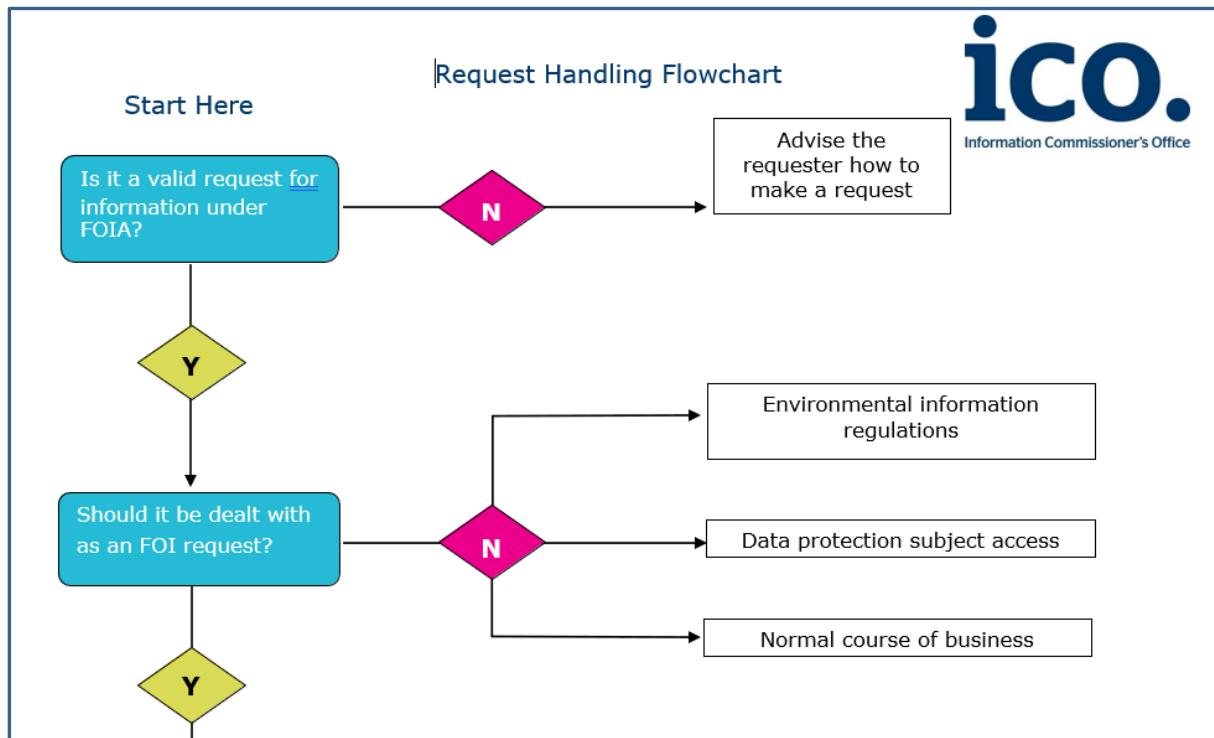 Request Handling Flowchart
ico.
Information Commissioner's Office
Start Here
Is it a valid request for
information under
FOIA?
N
Advise the
requester how to
make a request
Y
Should it be dealt with
as an FOI request?
N
Environmental information
regulations
Data protection subject access
Normal course of business
Y